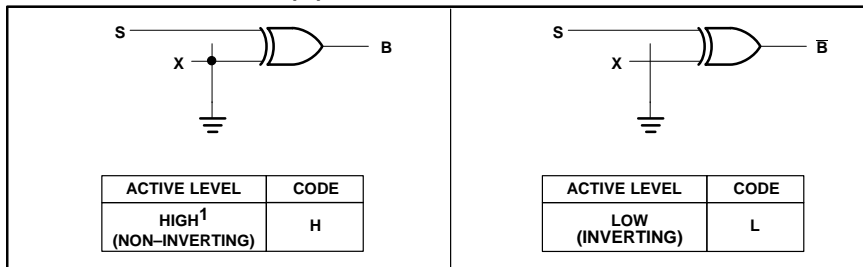 S
X
B
ACTIVE LEVEL CODE
HIGH1
(NON–INVERTING)
H
S
X
B̅
ACTIVE LEVEL CODE
LOW
(INVERTING)
L